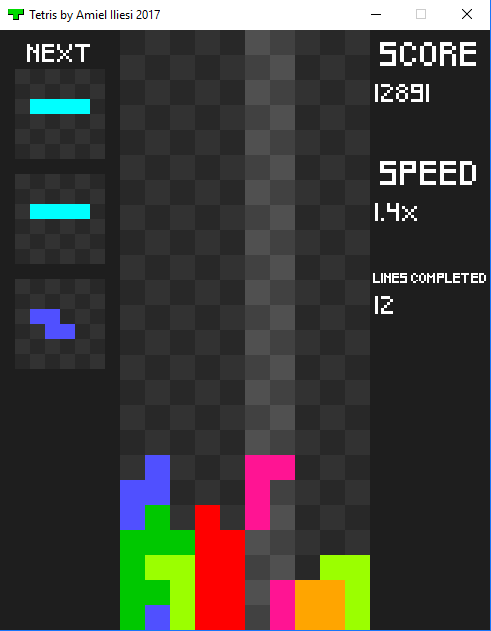 Tetris by Amiel Iliesi 2017
NEXT
SCORE
12891
SPEED
1.4x
LINES COMPLETED
12